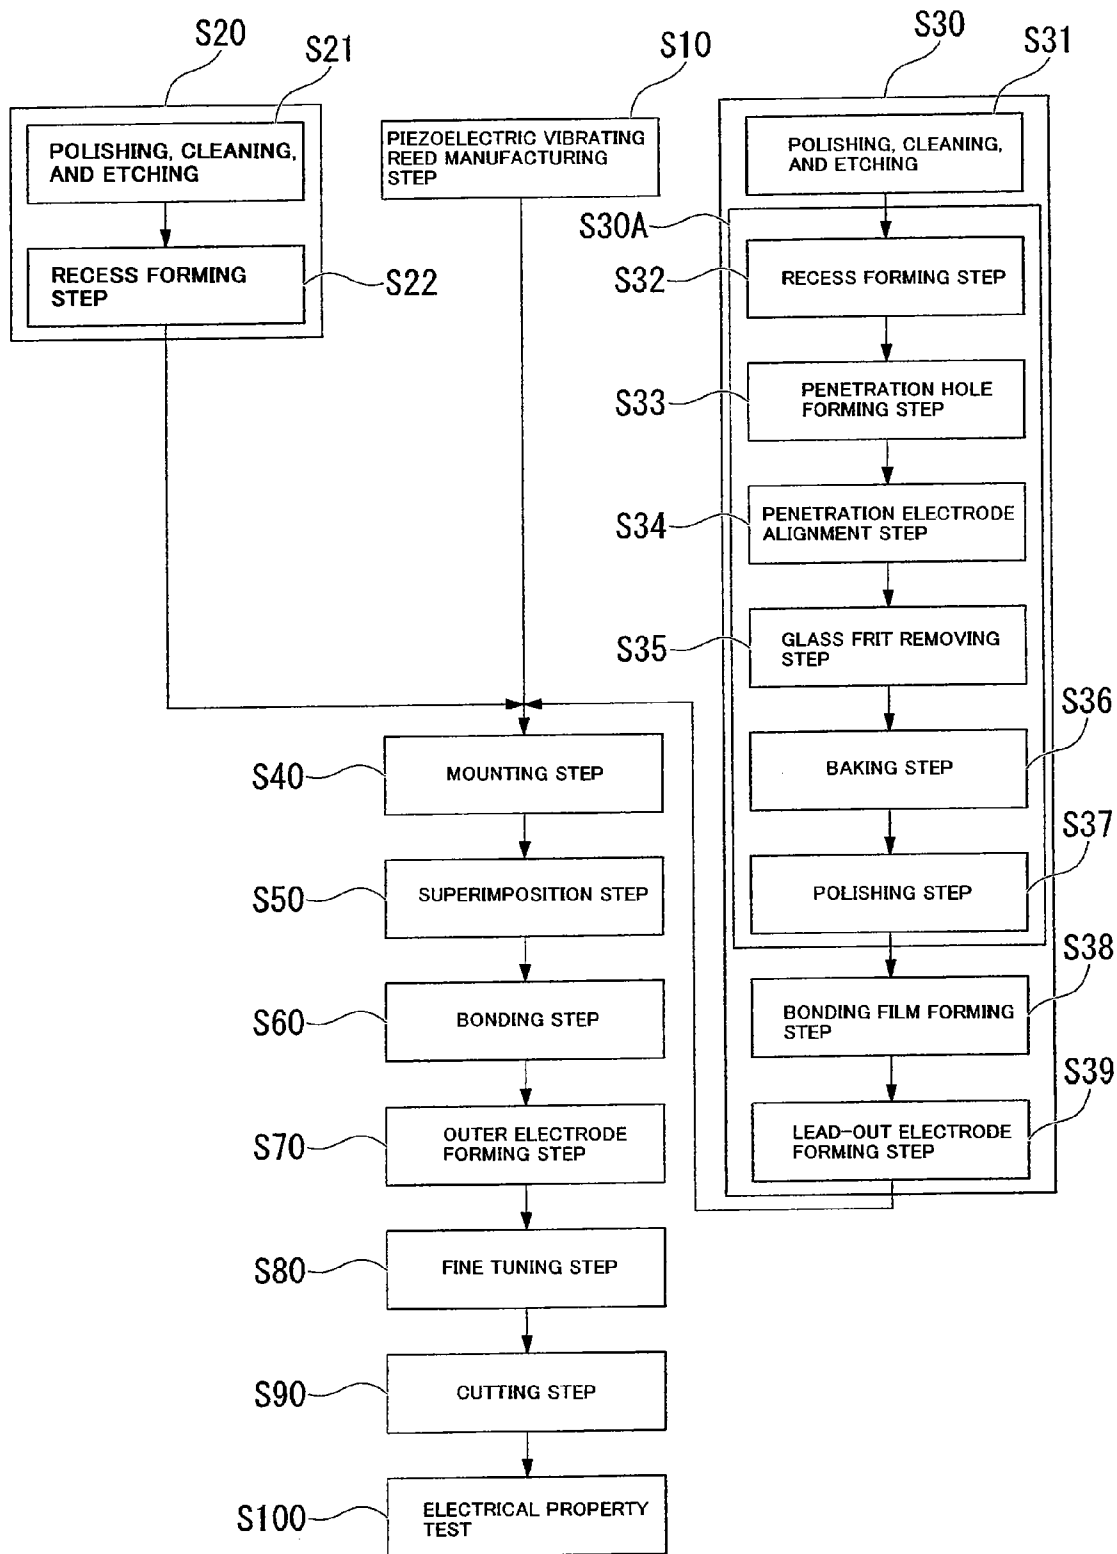 S20
S21
POLISHING, CLEANING,
AND ETCHING
RECESS FORMING
STEP
S22
S10
PIEZOELECTRIC VIBRATING
REED MANUFACTURING
STEP
S30
S31
POLISHING, CLEANING,
AND ETCHING
S30A
S32
RECESS FORMING STEP
S33
PENETRATION HOLE
FORMING STEP
S34
PENETRATION ELECTRODE
ALIGNMENT STEP
S35
GLASS FRIT REMOVING
STEP
S36
BAKING STEP
S37
POLISHING STEP
S38
BONDING FILM FORMING
STEP
S39
LEAD-OUT ELECTRODE
FORMING STEP
S40
MOUNTING STEP
S50
SUPERIMPOSITION STEP
S60
BONDING STEP
S70
OUTER ELECTRODE
FORMING STEP
S80
FINE TUNING STEP
S90
CUTTING STEP
S100
ELECTRICAL PROPERTY
TEST